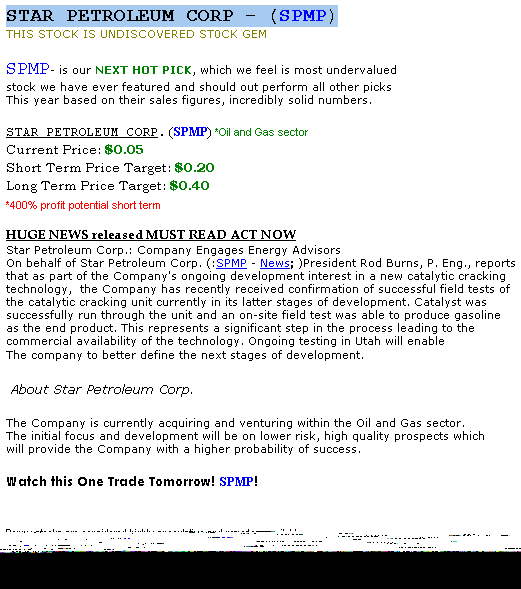 STAR PETROLEUM CORP - (SPMP)
THIS STOCK IS UNDISCOVERED ST0CK GEM
SPMP- is our NEXT HOT PICK, which we feel is most undervalued
stock we have ever featured and should out perform all other picks
This year based on their sales figures, incredibly solid numbers.
STAR PETROLEUM CORP. (SPMP) *Oil and Gas sector
Current Price: $0.05
Short Term Price Target: $0.20
Long Term Price Target: $0.40
*400% profit potential short term
HUGE NEWS released MUST READ ACT NOW
Star Petroleum Corp.: Company Engages Energy Advisors
On behalf of Star Petroleum Corp. (:SPMP - News; )President Rod Burns, P. Eng., reports
that as part of the Company's ongoing development interest in a new catalytic cracking
technology, the Company has recently received confirmation of successful field tests of
the catalytic cracking unit currently in its latter stages of development. Catalyst was
successfully run through the unit and an on-site field test was able to produce gasoline
as the end product. This represents a significant step in the process leading to the
commercial availability of the technology. Ongoing testing in Utah will enable
The company to better define the next stages of development.
About Star Petroleum Corp.
The Company is currently acquiring and venturing within the Oil and Gas sector.
The initial focus and development will be on lower risk, high quality prospects which
will provide the Company with a higher probability of success.
Watch this One Trade Tomorrow! SPMP!